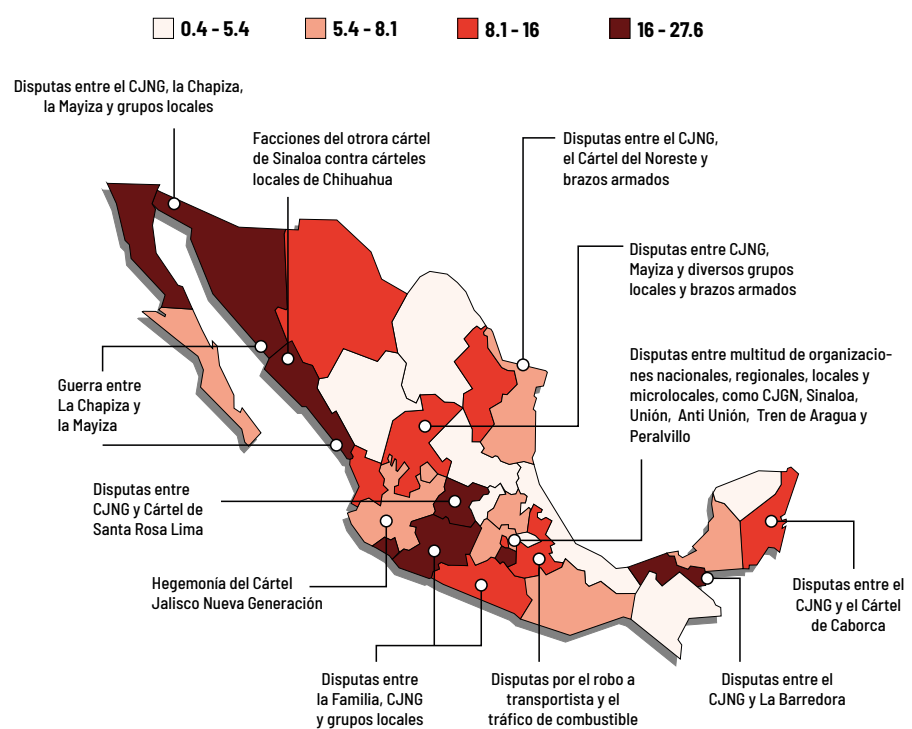 0.4 - 5.4
5.4 - 8.1
8.1 - 16
16 - 27.6
Disputas entre el CJNG, la Chapiza,
la Mayiza y grupos locales
Facciones del otrora cártel
de Sinaloa contra cárteles
locales de Chihuahua
Disputas entre el CJNG,
el Cártel del Noreste y
brazos armados
Disputas entre CJNG,
Mayiza y diversos grupos
locales y brazos armados
Disputas entre multitud de organizacio-
nes nacionales, regionales, locales y
microlocales, como CJGN, Sinaloa,
Unión, Anti Unión, Tren de Aragua y
Peralvillo
Guerra entre
La Chapiza y
la Mayiza
Disputas entre
CJNG y Cártel de
Santa Rosa Lima
Hegemonía del Cártel
Jalisco Nueva Generación
Disputas entre
la Familia, CJNG
y grupos locales
Disputas por el robo a
transportista y el
tráfico de combustible
Disputas entre el
CJNG y La Barredora
Disputas entre el
CJNG y el Cártel
de Caborca